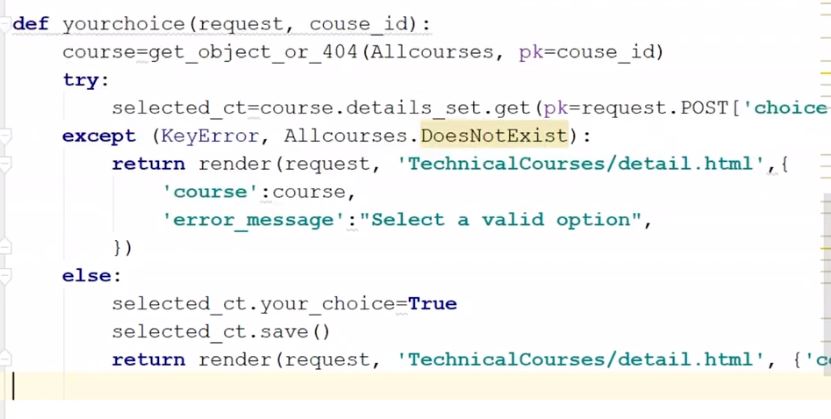 def yourchoice(request, couse_id):
    course=get_object_or_404(Allcourses, pk=couse_id)
    try:
        selected_ct=course.details_set.get(pk=request.POST['choice
    except (KeyError, Allcourses.DoesNotExist):
        return render(request, 'TechnicalCourses/detail.html',{
            'course':course,
            'error_message':"Select a valid option",
        })
    else:
        selected_ct.your_choice=True
        selected_ct.save()
        return render(request, 'TechnicalCourses/detail.html', {'c